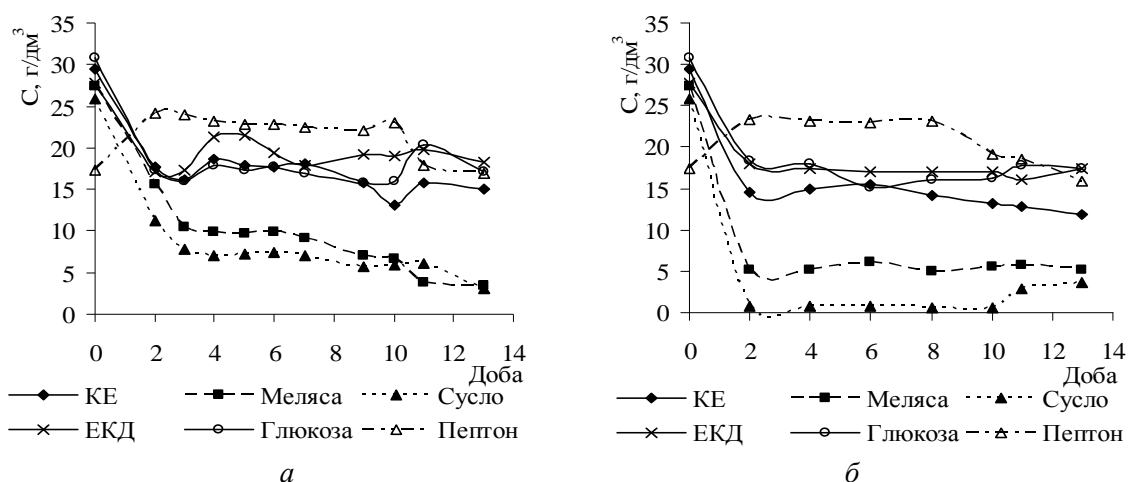 С, г/дм³
35
30
25
20
15
10
5
0
0 2 4 6 8 10 12 14
Доба
КЕ Меляса Сусло
ЕКД Глюкоза Пептон
а
С, г/дм³
35
30
25
20
15
10
5
0
0 2 4 6 8 10 12 14
Доба
КЕ Меляса Сусло
ЕКД Глюкоза Пептон
б